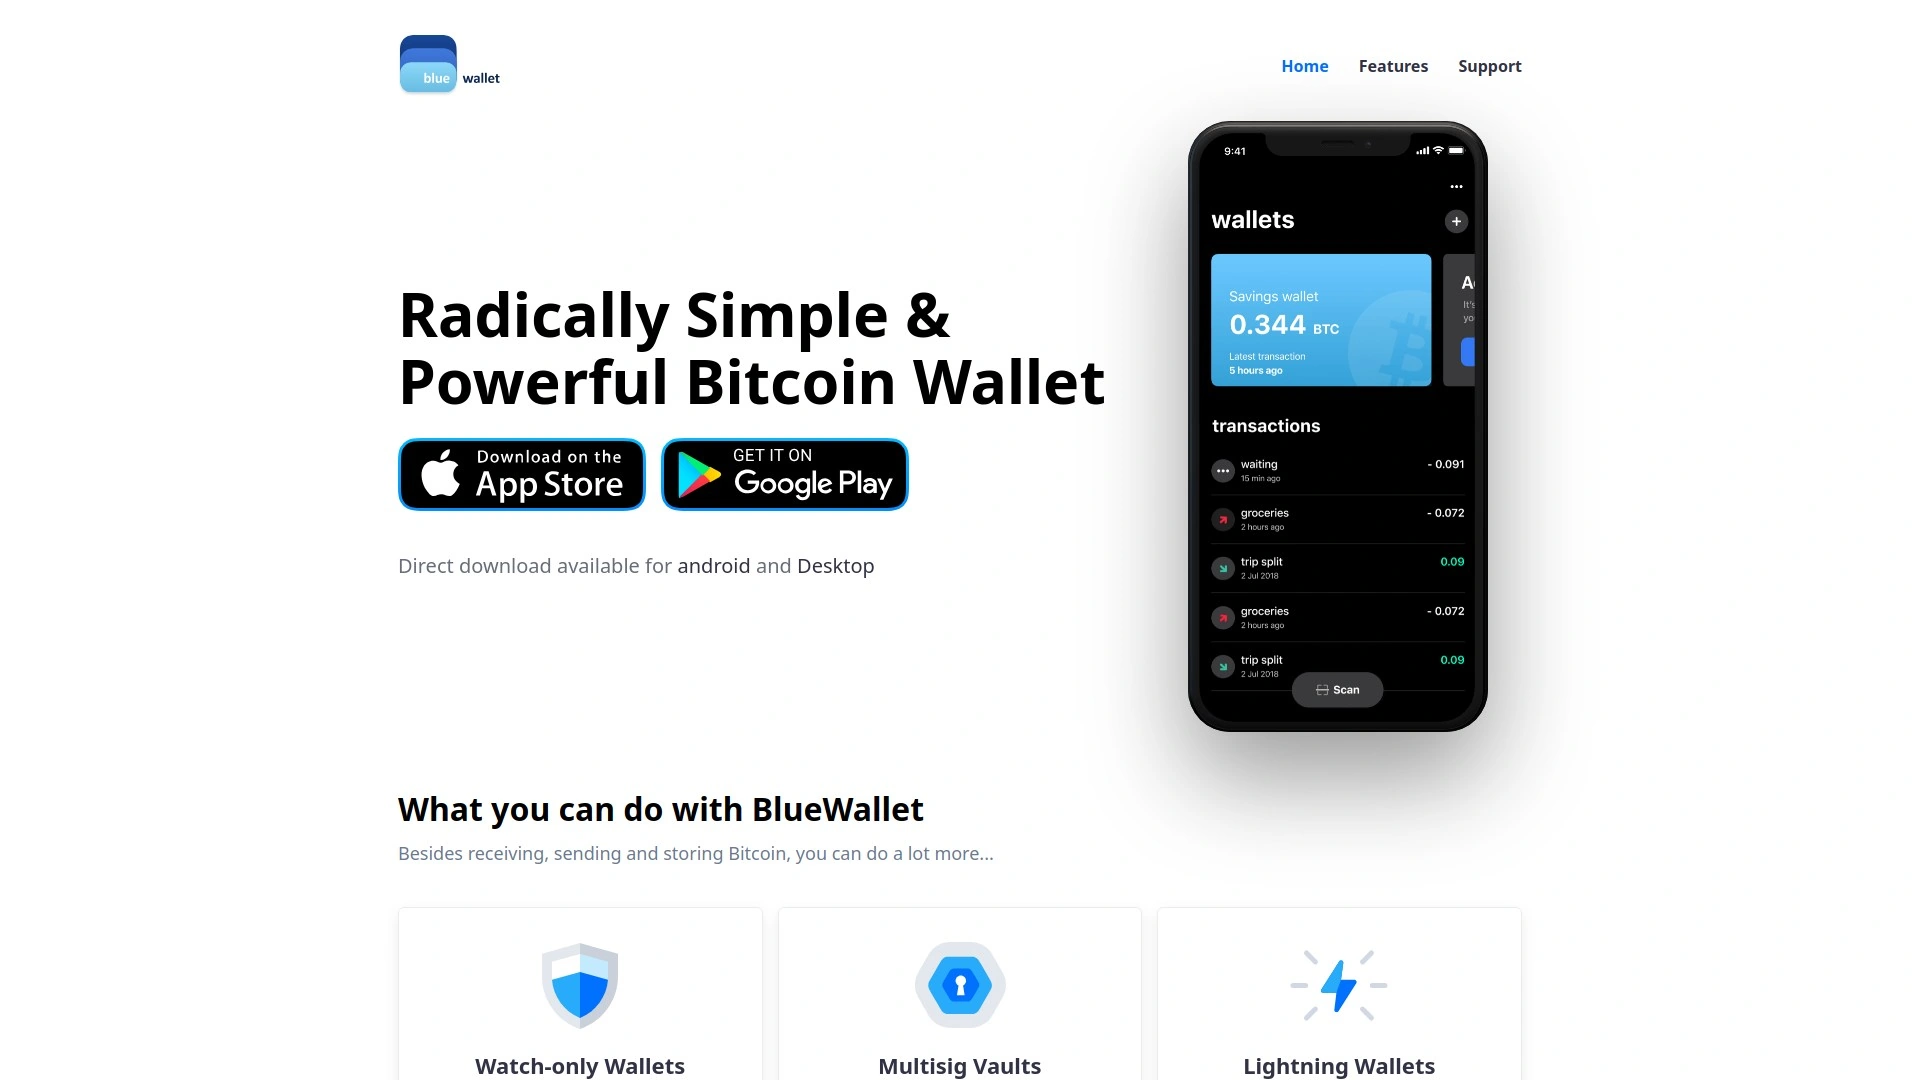 blue wallet
Home Features Support
Radically Simple &
Powerful Bitcoin Wallet
Download on the
App Store
GET IT ON
Google Play
Direct download available for android and Desktop
9:41
wallets
Savings wallet
0.344 BTC
Latest transaction
5 hours ago
It's
transactions
waiting - 0.091
15 min ago
groceries - 0.072
2 hours ago
trip split 0.09
2 Jul 2018
groceries - 0.072
2 hours ago
trip split 0.09
2 Jul 2018
Scan
What you can do with BlueWallet
Besides receiving, sending and storing Bitcoin, you can do a lot more...
Watch-only Wallets
Multisig Vaults
Lightning Wallets